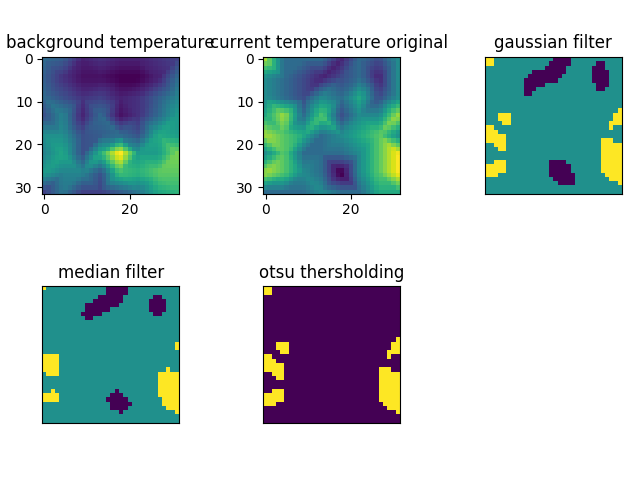 background temperature
current temperature original
gaussian filter
0
10
20
30
0
20
0
10
20
30
0
20
median filter
otsu thersholding